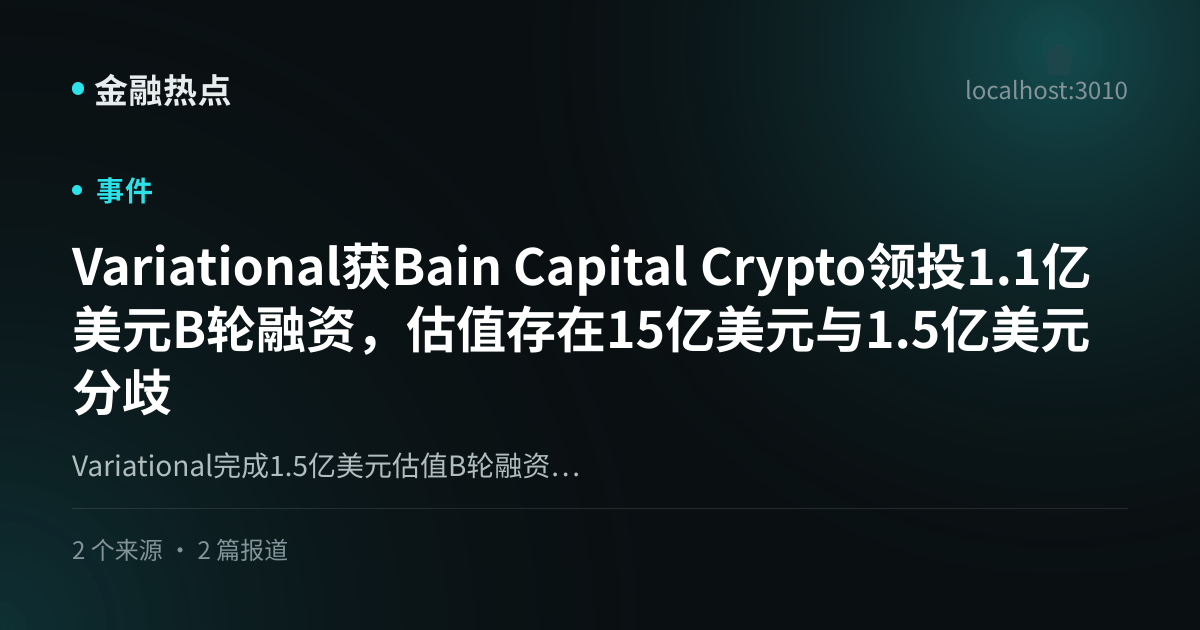 金融热点
localhost:3010
事件
Variational获Bain Capital Crypto领投1.1亿
美元B轮融资，估值存在15亿美元与1.5亿美元
分歧
Variational完成1.5亿美元估值B轮融资…
2 个来源 · 2 篇报道